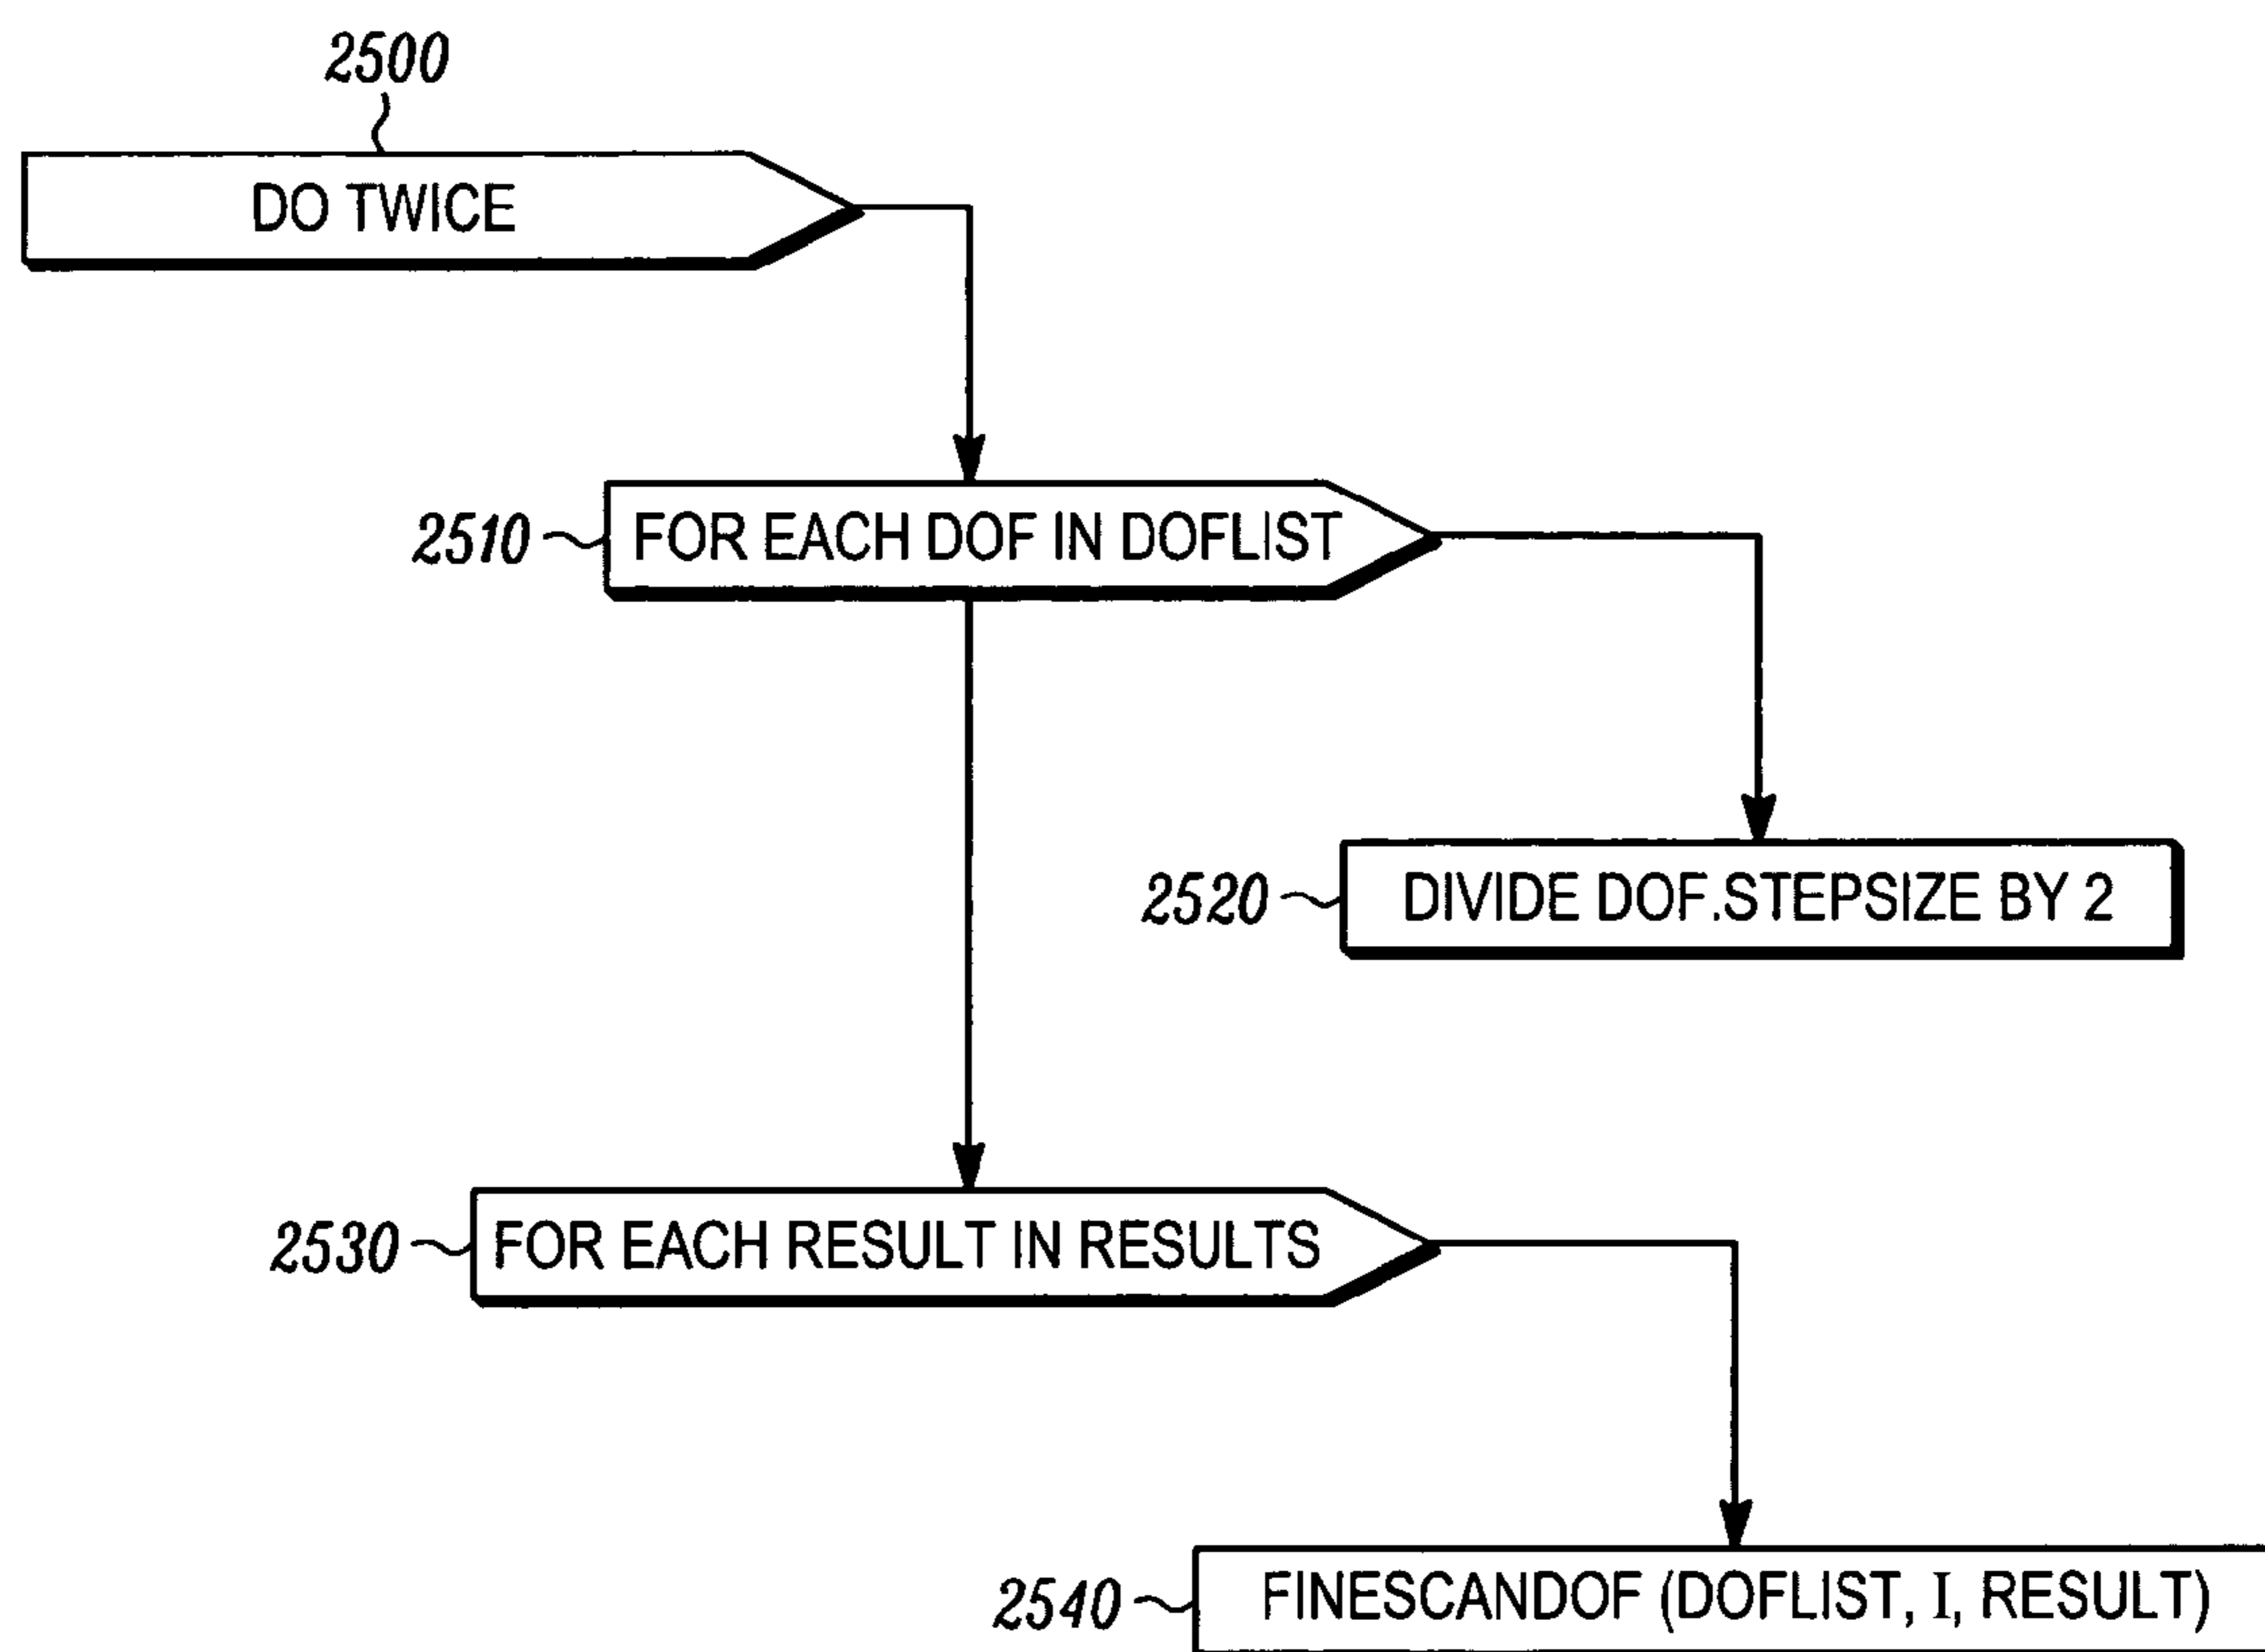 2500
DO TWICE
2510
FOR EACH DOF IN DOFLIST
2520
DIVIDE DOF.STEPSIZE BY 2
2530
FOR EACH RESULT IN RESULTS
2540
FINESCANDOF (DOFLIST, I, RESULT)